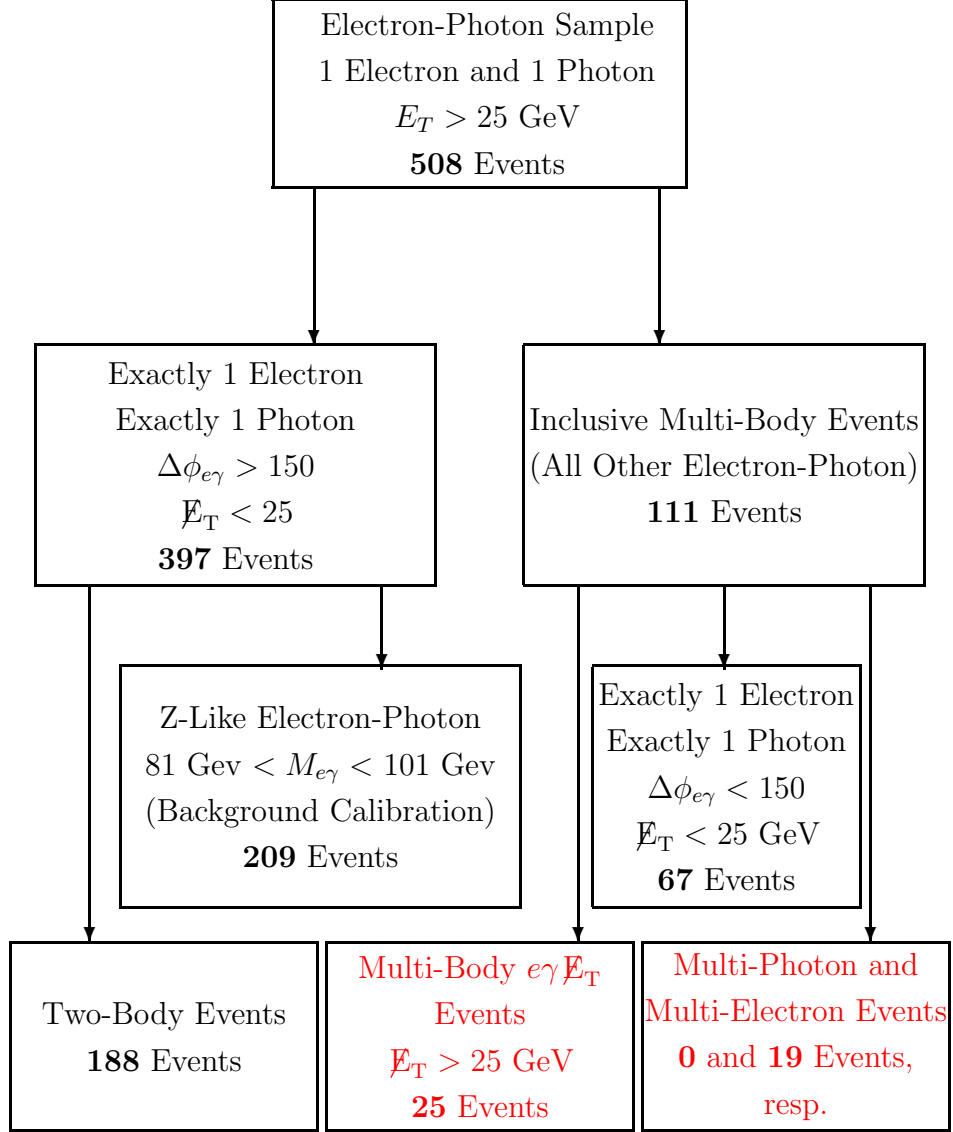 Electron-Photon Sample
1 Electron and 1 Photon
E_T > 25 GeV
508 Events
Exactly 1 Electron
Exactly 1 Photon
Δϕ_eγ > 150
E̸_T < 25
397 Events
Inclusive Multi-Body Events
(All Other Electron-Photon)
111 Events
Z-Like Electron-Photon
81 Gev < M_eγ < 101 Gev
(Background Calibration)
209 Events
Exactly 1 Electron
Exactly 1 Photon
Δϕ_eγ < 150
E̸_T < 25 GeV
67 Events
Two-Body Events
188 Events
Multi-Body eγE̸_T
Events
E̸_T > 25 GeV
25 Events
Multi-Photon and
Multi-Electron Events
0 and 19 Events,
resp.